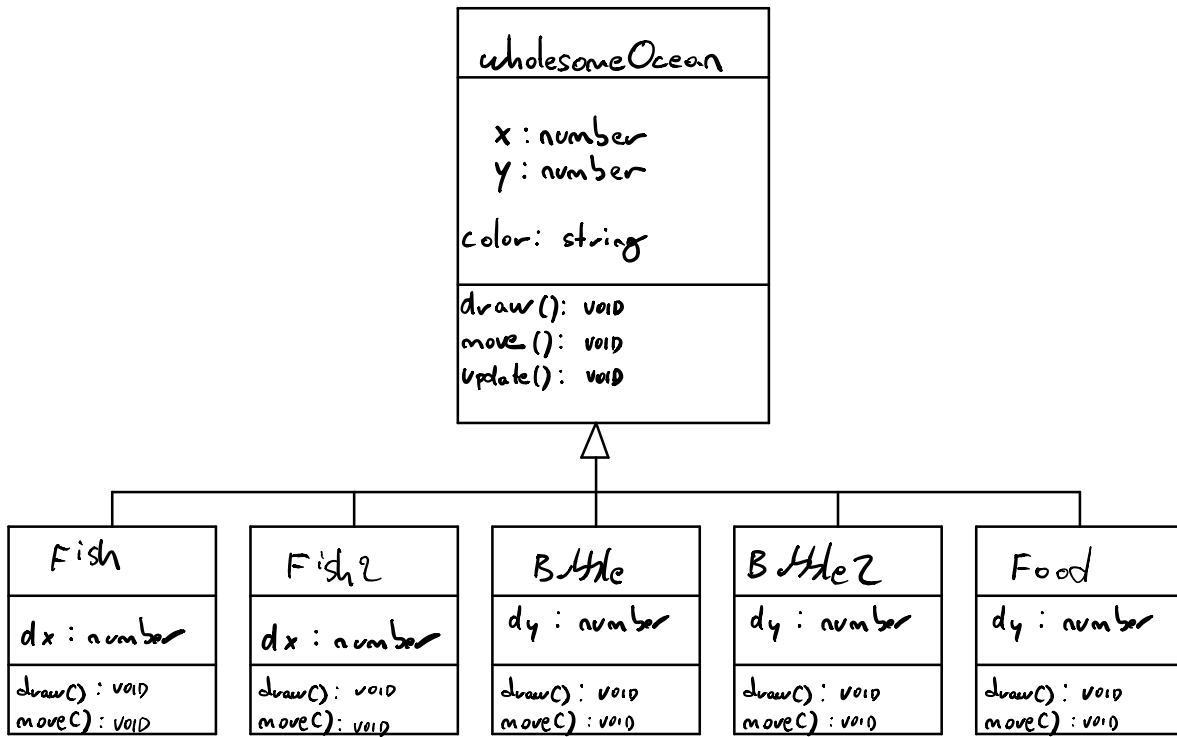 wholesomeOcean
x : number
y : number
color: string
draw(): VOID
move(): VOID
update(): VOID
Fish
dx : number
draw() : VOID
move() : VOID
Fish2
dx : number
draw() : VOID
move() : VOID
Bubble
dy : number
draw() : VOID
move() : VOID
Bubble2
dy : number
draw() : VOID
move() : VOID
Food
dy : number
draw() : VOID
move() : VOID